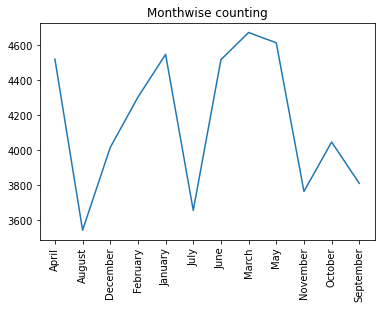 Monthwise counting
4600
4400
4200
4000
3800
3600
April
August
December
February
January
July
June
March
May
November
October
September